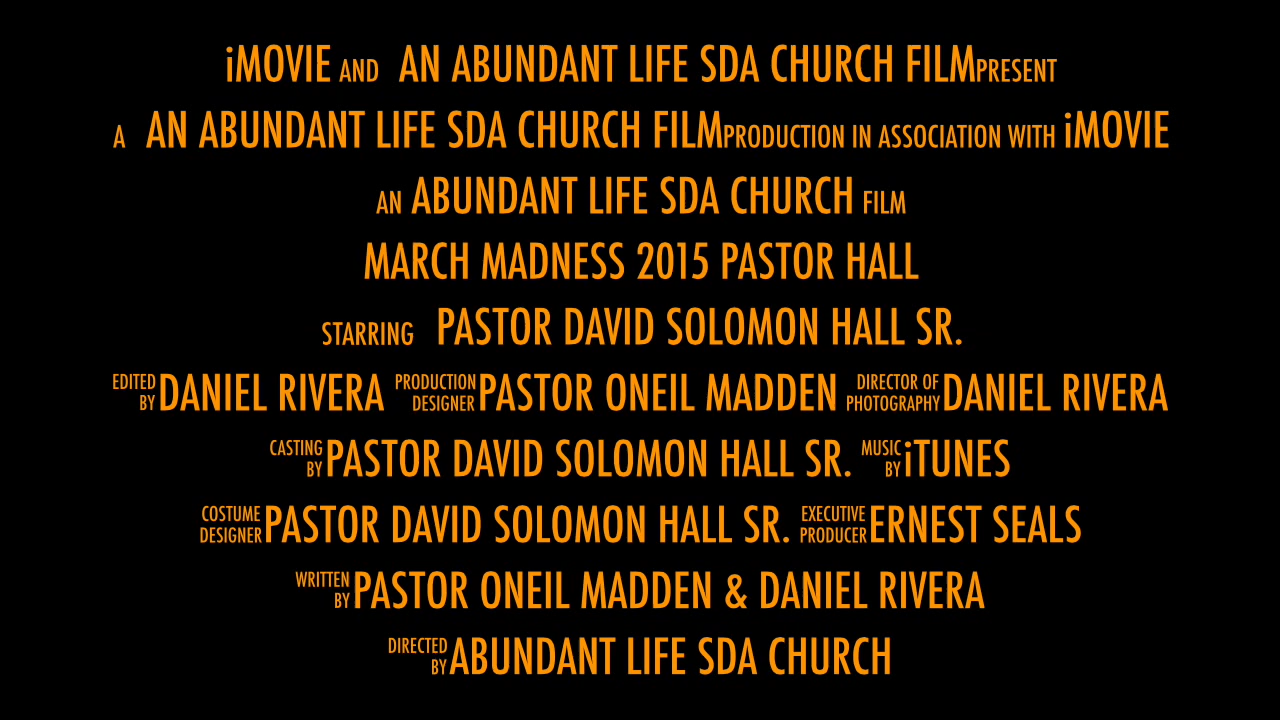 iMOVIE AND AN ABUNDANT LIFE SDA CHURCH FILMPRESENT
A AN ABUNDANT LIFE SDA CHURCH FILMPRODUCTION IN ASSOCIATION WITH iMOVIE
AN ABUNDANT LIFE SDA CHURCH FILM
MARCH MADNESS 2015 PASTOR HALL
STARRING PASTOR DAVID SOLOMON HALL SR.
EDITED BY DANIEL RIVERA PRODUCTION DESIGNER PASTOR ONEIL MADDEN DIRECTOR OF PHOTOGRAPHY DANIEL RIVERA
CASTING BY PASTOR DAVID SOLOMON HALL SR. MUSIC BY iTUNES
COSTUME DESIGNER PASTOR DAVID SOLOMON HALL SR. EXECUTIVE PRODUCER ERNEST SEALS
WRITTEN BY PASTOR ONEIL MADDEN & DANIEL RIVERA
DIRECTED BY ABUNDANT LIFE SDA CHURCH